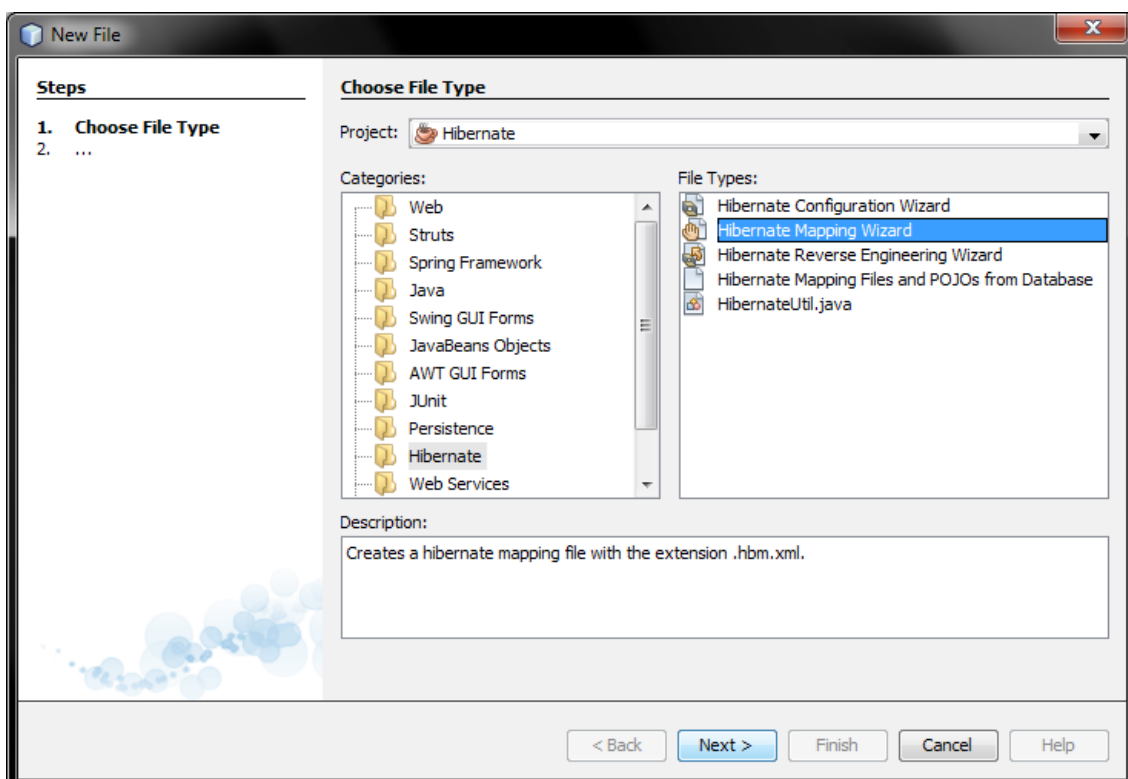 New File
Steps
1. Choose File Type
2. ...
Choose File Type
Project: Hibernate
Categories:
Web
Struts
Spring Framework
Java
Swing GUI Forms
JavaBeans Objects
AWT GUI Forms
JUnit
Persistence
Hibernate
Web Services
File Types:
Hibernate Configuration Wizard
Hibernate Mapping Wizard
Hibernate Reverse Engineering Wizard
Hibernate Mapping Files and POJOs from Database
HibernateUtil.java
Description:
Creates a hibernate mapping file with the extension .hbm.xml.
< Back Next > Finish Cancel Help